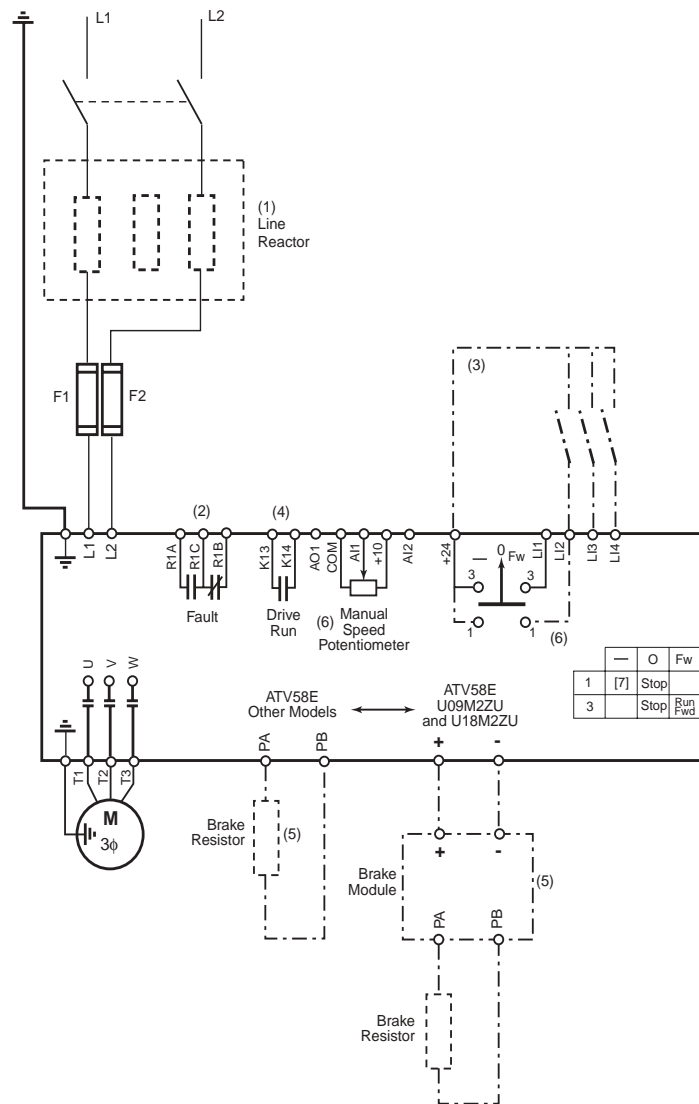 L1
L2
(1)
Line
Reactor
F1
F2
(3)
(2)
(4)
L1
L2
R1A
R1C
R1B
K13
K14
AO1
COM
AI1
+10
AI2
+24
LI1
LI2
LI3
LI4
— 0 Fw
3
3
1
1
(6)
Fault
Drive
Run
(6) Manual
Speed
Potentiometer
— O Fw
1 [7] Stop
3 Stop Run Fwd
U
V
W
ATV58E
Other Models
ATV58E
U09M2ZU
and U18M2ZU
PA
PB
+
-
T1
T2
T3
M
3ϕ
Brake
Resistor
(5)
+
-
Brake
Module
(5)
PA
PB
Brake
Resistor